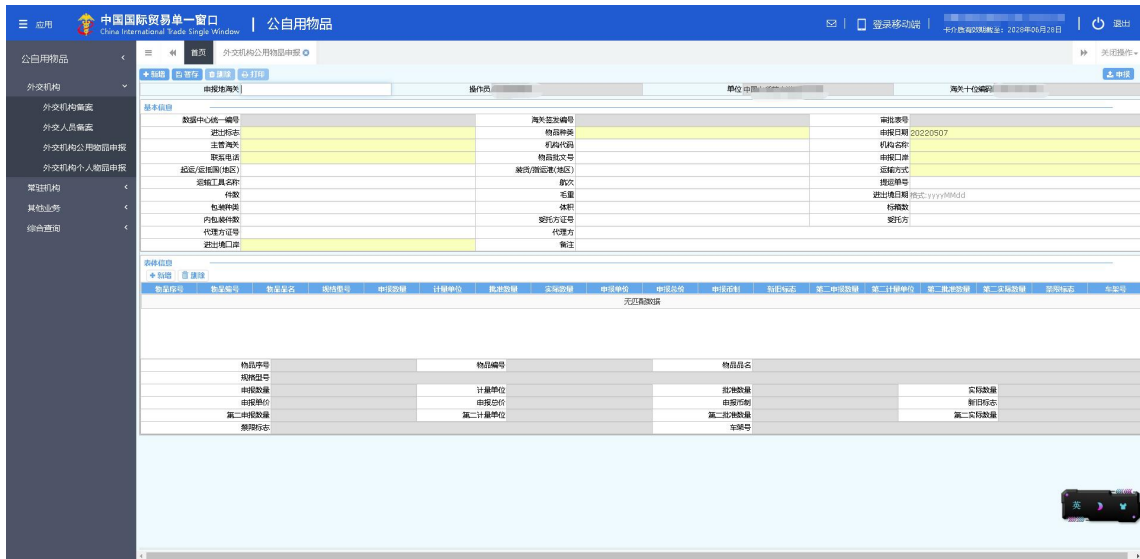 应用 中国国际贸易单一窗口 公自用物品 登录移动端 退出
China International Trade Single Window 卡介质有效期截至：2028年06月28日
公自用物品 首页 外交机构公用物品申报 关闭操作
新增 暂存 删除 打印 申报
外交机构 申报地海关 操作员 单位 中国 海关十位编码
外交机构备案 基本信息
数据中心统一编号 海关签发编号 审批表号
外交人员备案 进出标志 物品种类 申报日期 20220507
外交机构公用物品申报 主管海关 机构代码 机构名称
联系电话 物品批文号 申报口岸
外交机构个人物品申报 起运/运抵国(地区) 装货/指运港(地区) 运输方式
常驻机构 运输工具名称 航次 提运单号
件数 毛重 进出境日期 格式:yyyyMMdd
其他业务 包装种类 体积 标箱数
内包装件数 受托方证号 受托方
综合查询 代理方证号 代理方
进出境口岸 备注
表体信息
新增 删除
物品序号 物品编号 物品品名 规格型号 申报数量 计量单位 批准数量 实际数量 申报单价 申报总价 申报币制 新旧标志 第二申报数量 第二计量单位 第二批准数量 第二实际数量 禁限标志 车架号
无匹配数据
物品序号 物品编号 物品品名
规格型号
申报数量 计量单位 批准数量 实际数量
申报单价 申报总价 申报币制 新旧标志
第二申报数量 第二计量单位 第二批准数量 第二实际数量
禁限标志 车架号
英